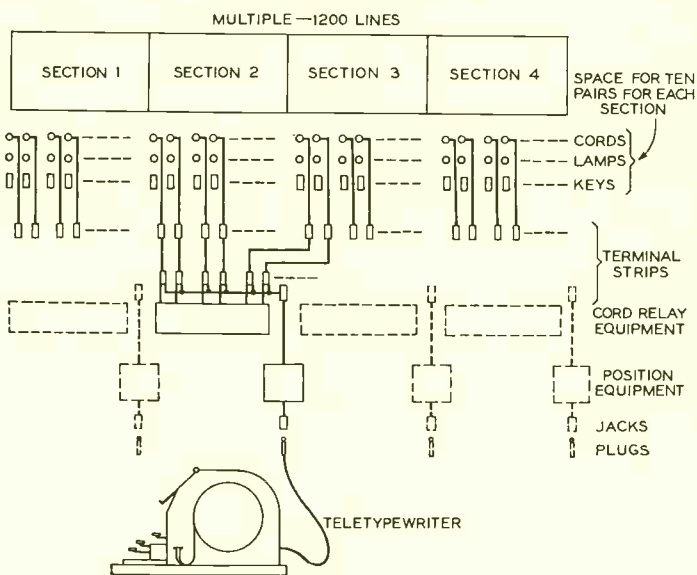 MULTIPLE—1200 LINES
SECTION 1
SECTION 2
SECTION 3
SECTION 4
SPACE FOR TEN
PAIRS FOR EACH
SECTION
CORDS
LAMPS
KEYS
TERMINAL
STRIPS
CORD RELAY
EQUIPMENT
POSITION
EQUIPMENT
JACKS
PLUGS
TELETYPEWRITER